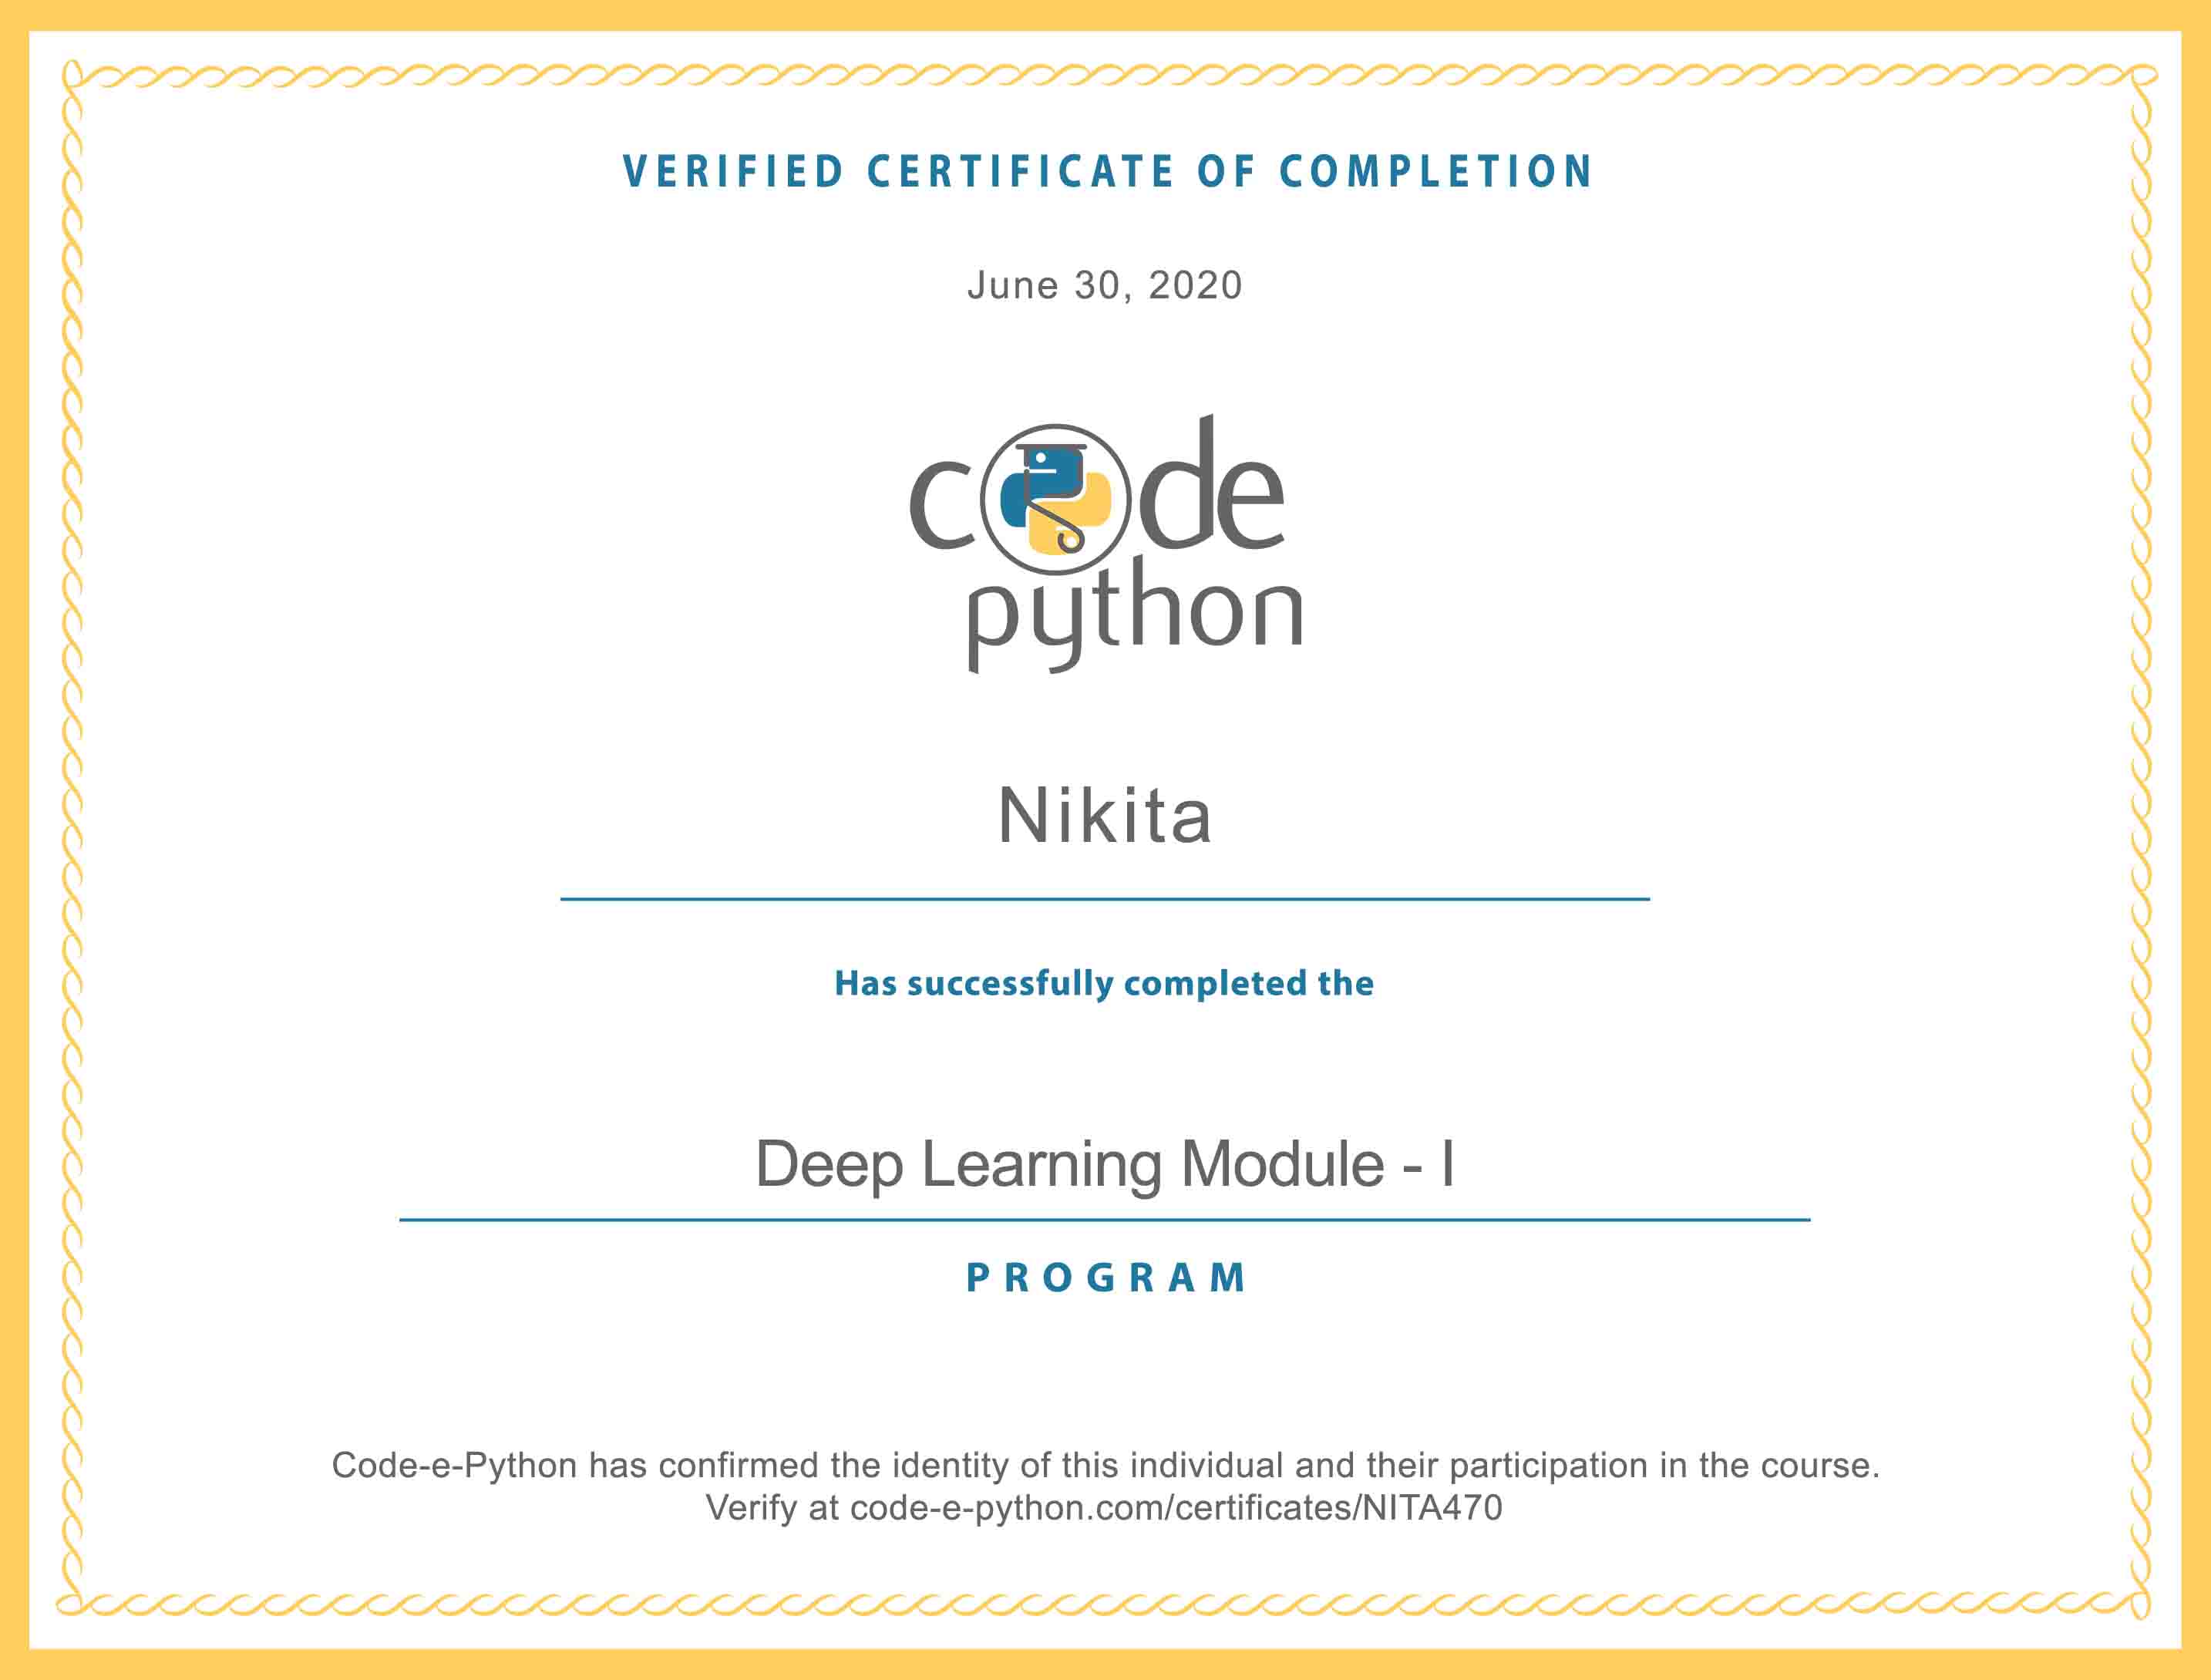 VERIFIED CERTIFICATE OF COMPLETION
June 30, 2020
code
python
Nikita
Has successfully completed the
Deep Learning Module - I
PROGRAM
Code-e-Python has confirmed the identity of this individual and their participation in the course.
Verify at code-e-python.com/certificates/NITA470